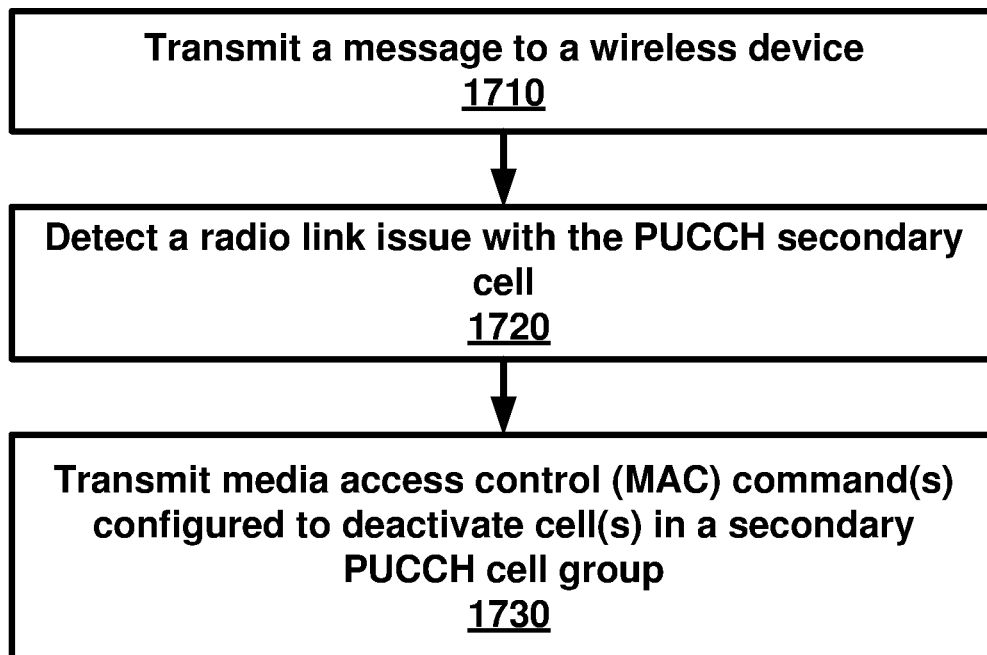 Transmit a message to a wireless device
1710
Detect a radio link issue with the PUCCH secondary
cell
1720
Transmit media access control (MAC) command(s)
configured to deactivate cell(s) in a secondary
PUCCH cell group
1730